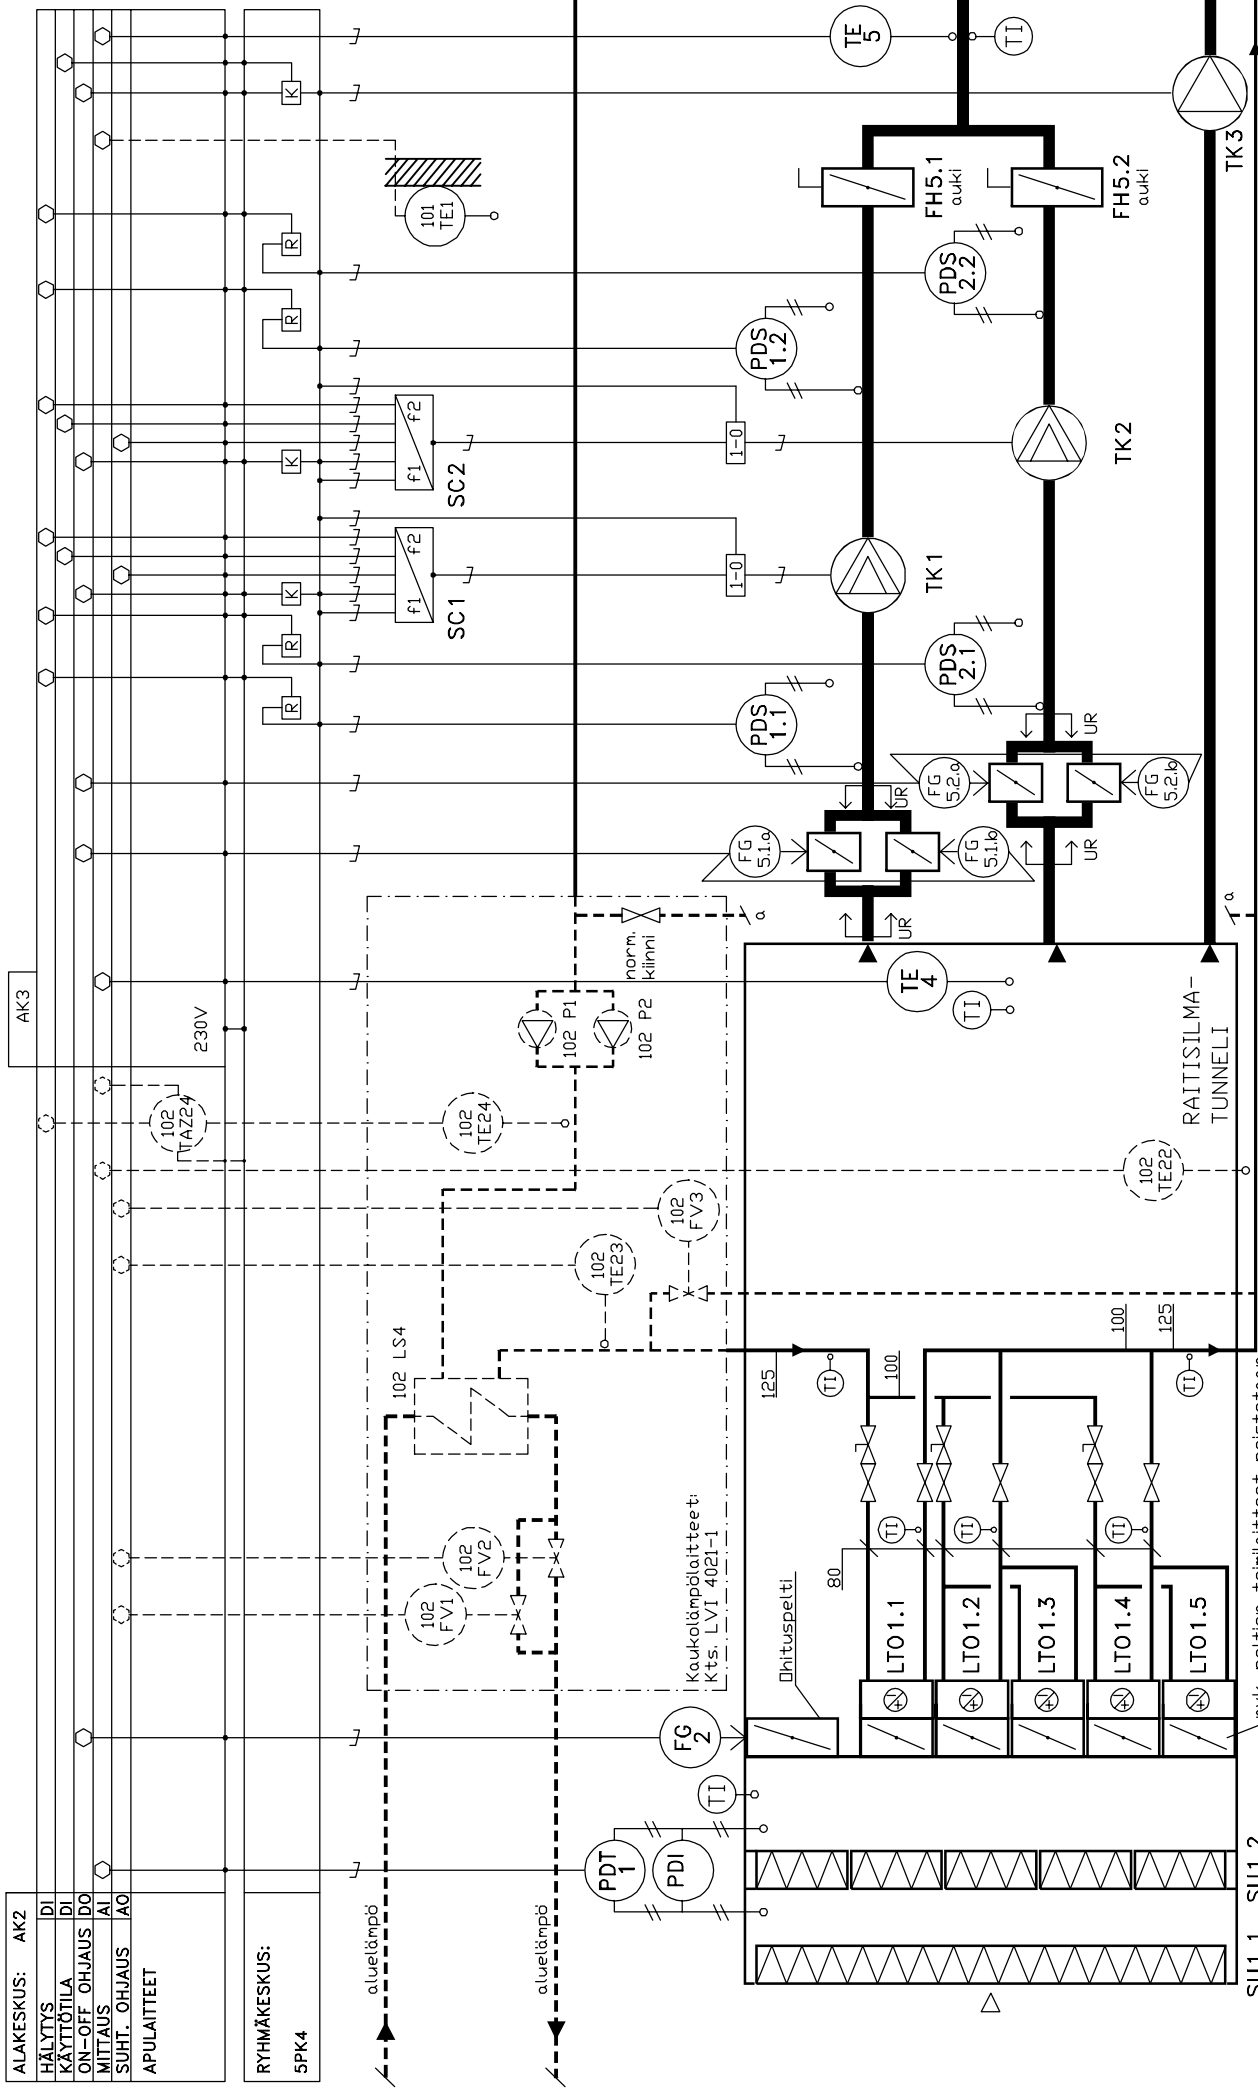 ALAKESKUS: AK2
HÄLYTYS DI
KÄYTTÖTILA DI
ON-OFF OHJAUS DO
MITTAUS AI
SUHT. OHJAUS AO
APULAITTEET
RYHMÄKESKUS:
5PK4
AK3
230V
102
TAZ24
102
TE24
102
TE22
102
FV3
102
TE23
102 LS4
102
FV2
102
FV1
102 P1
102 P2
norm.
kiinni
a
a
Kaukolämpölaitteet:
Kts. LVI 4021-1
aluelämpö
aluelämpö
R
R
K
K
R
R
K
SC1
f1
f2
SC2
f1
f2
1-0
1-0
101
TE1
TE
5
TI
TK3
FH5.1
auki
FH5.2
auki
PDS
2.2
PDS
1.2
TK2
TK1
PDS
2.1
PDS
1.1
UR
UR
UR
UR
FG
5.1.a
FG
5.1.b
FG
5.2.a
FG
5.2.b
TE
4
TI
RAITISILMA-
TUNNELI
125
100
100
125
TI
TI
TI
TI
TI
80
Ohituspelti
LTO1.1
LTO1.2
LTO1.3
LTO1.4
LTO1.5
FG
2
TI
PDT
1
PDI
SU1.1
SU1.2